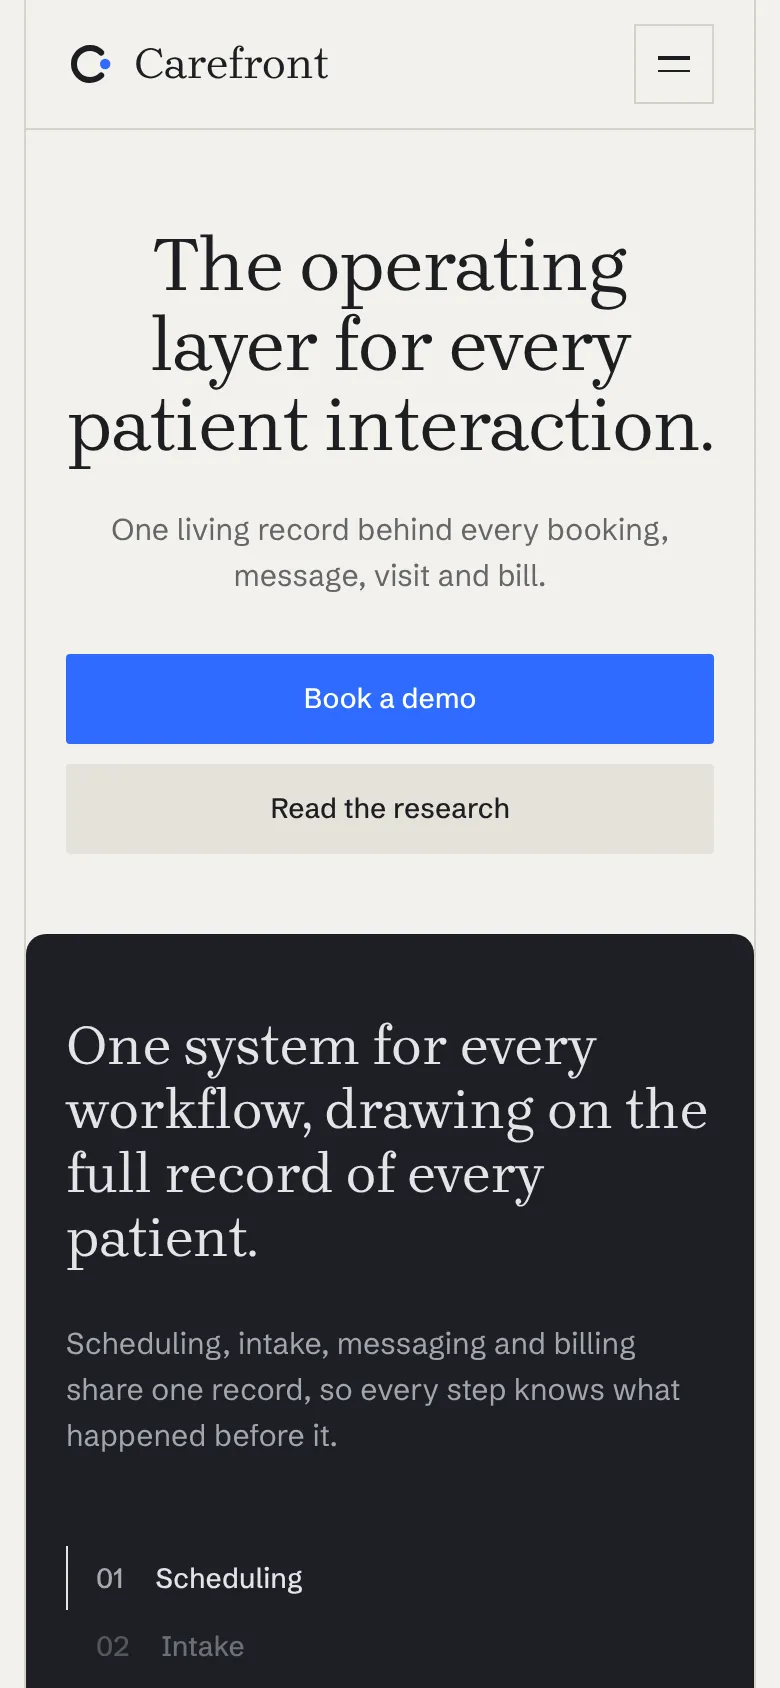 Carefront
The operating
layer for every
patient interaction.
One living record behind every booking,
message, visit and bill.
Book a demo
Read the research
One system for every
workflow, drawing on the
full record of every
patient.
Scheduling, intake, messaging and billing
share one record, so every step knows what
happened before it.
01 Scheduling
02 Intake